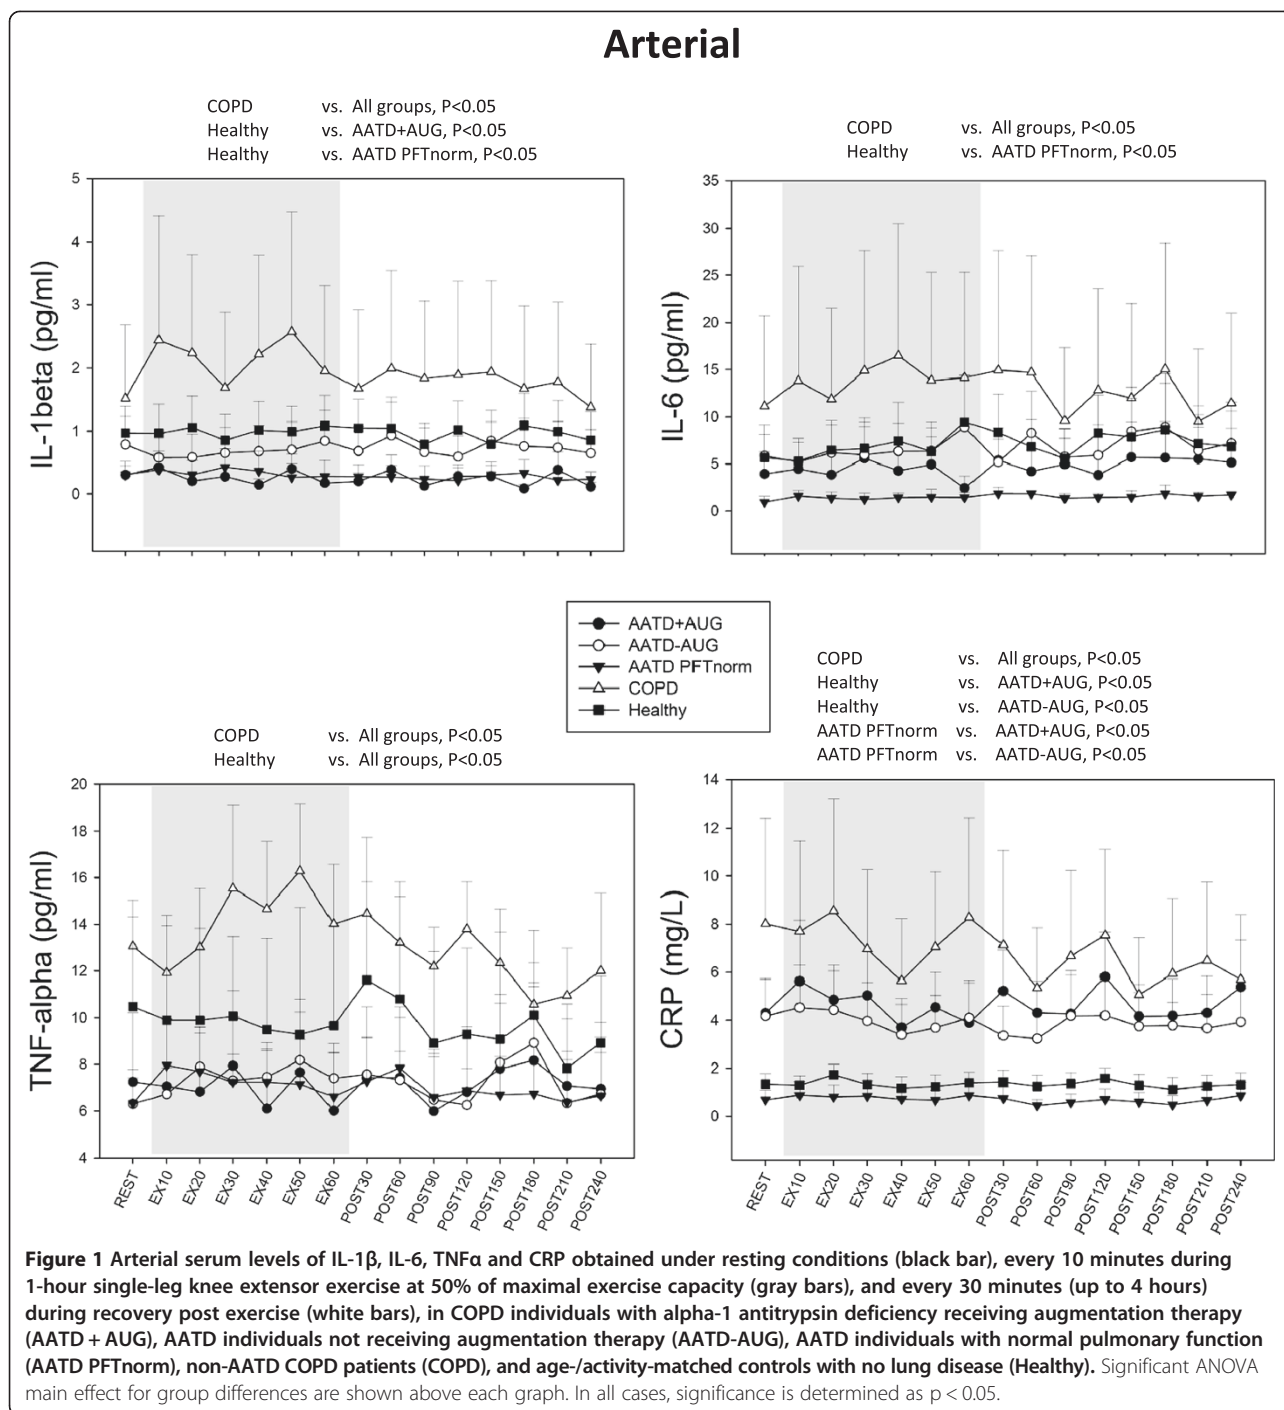 Arterial
COPD vs. All groups, P<0.05
Healthy vs. AATD+AUG, P<0.05
Healthy vs. AATD PFTnorm, P<0.05
IL-1beta (pg/ml)
5
4
3
2
1
0
COPD vs. All groups, P<0.05
Healthy vs. AATD PFTnorm, P<0.05
IL-6 (pg/ml)
35
30
25
20
15
10
5
0
AATD+AUG
AATD-AUG
AATD PFTnorm
COPD
Healthy
COPD vs. All groups, P<0.05
Healthy vs. All groups, P<0.05
TNF-alpha (pg/ml)
20
18
16
14
12
10
8
6
4
REST
EX10
EX20
EX30
EX40
EX50
EX60
POST30
POST60
POST90
POST120
POST150
POST180
POST210
POST240
COPD vs. All groups, P<0.05
Healthy vs. AATD+AUG, P<0.05
Healthy vs. AATD-AUG, P<0.05
AATD PFTnorm vs. AATD+AUG, P<0.05
AATD PFTnorm vs. AATD-AUG, P<0.05
CRP (mg/L)
14
12
10
8
6
4
2
0
REST
EX10
EX20
EX30
EX40
EX50
EX60
POST30
POST60
POST90
POST120
POST150
POST180
POST210
POST240
Figure 1 Arterial serum levels of IL-1β, IL-6, TNFα and CRP obtained under resting conditions (black bar), every 10 minutes during
1-hour single-leg knee extensor exercise at 50% of maximal exercise capacity (gray bars), and every 30 minutes (up to 4 hours)
during recovery post exercise (white bars), in COPD individuals with alpha-1 antitrypsin deficiency receiving augmentation therapy
(AATD + AUG), AATD individuals not receiving augmentation therapy (AATD-AUG), AATD individuals with normal pulmonary function
(AATD PFTnorm), non-AATD COPD patients (COPD), and age-/activity-matched controls with no lung disease (Healthy). Significant ANOVA
main effect for group differences are shown above each graph. In all cases, significance is determined as p < 0.05.